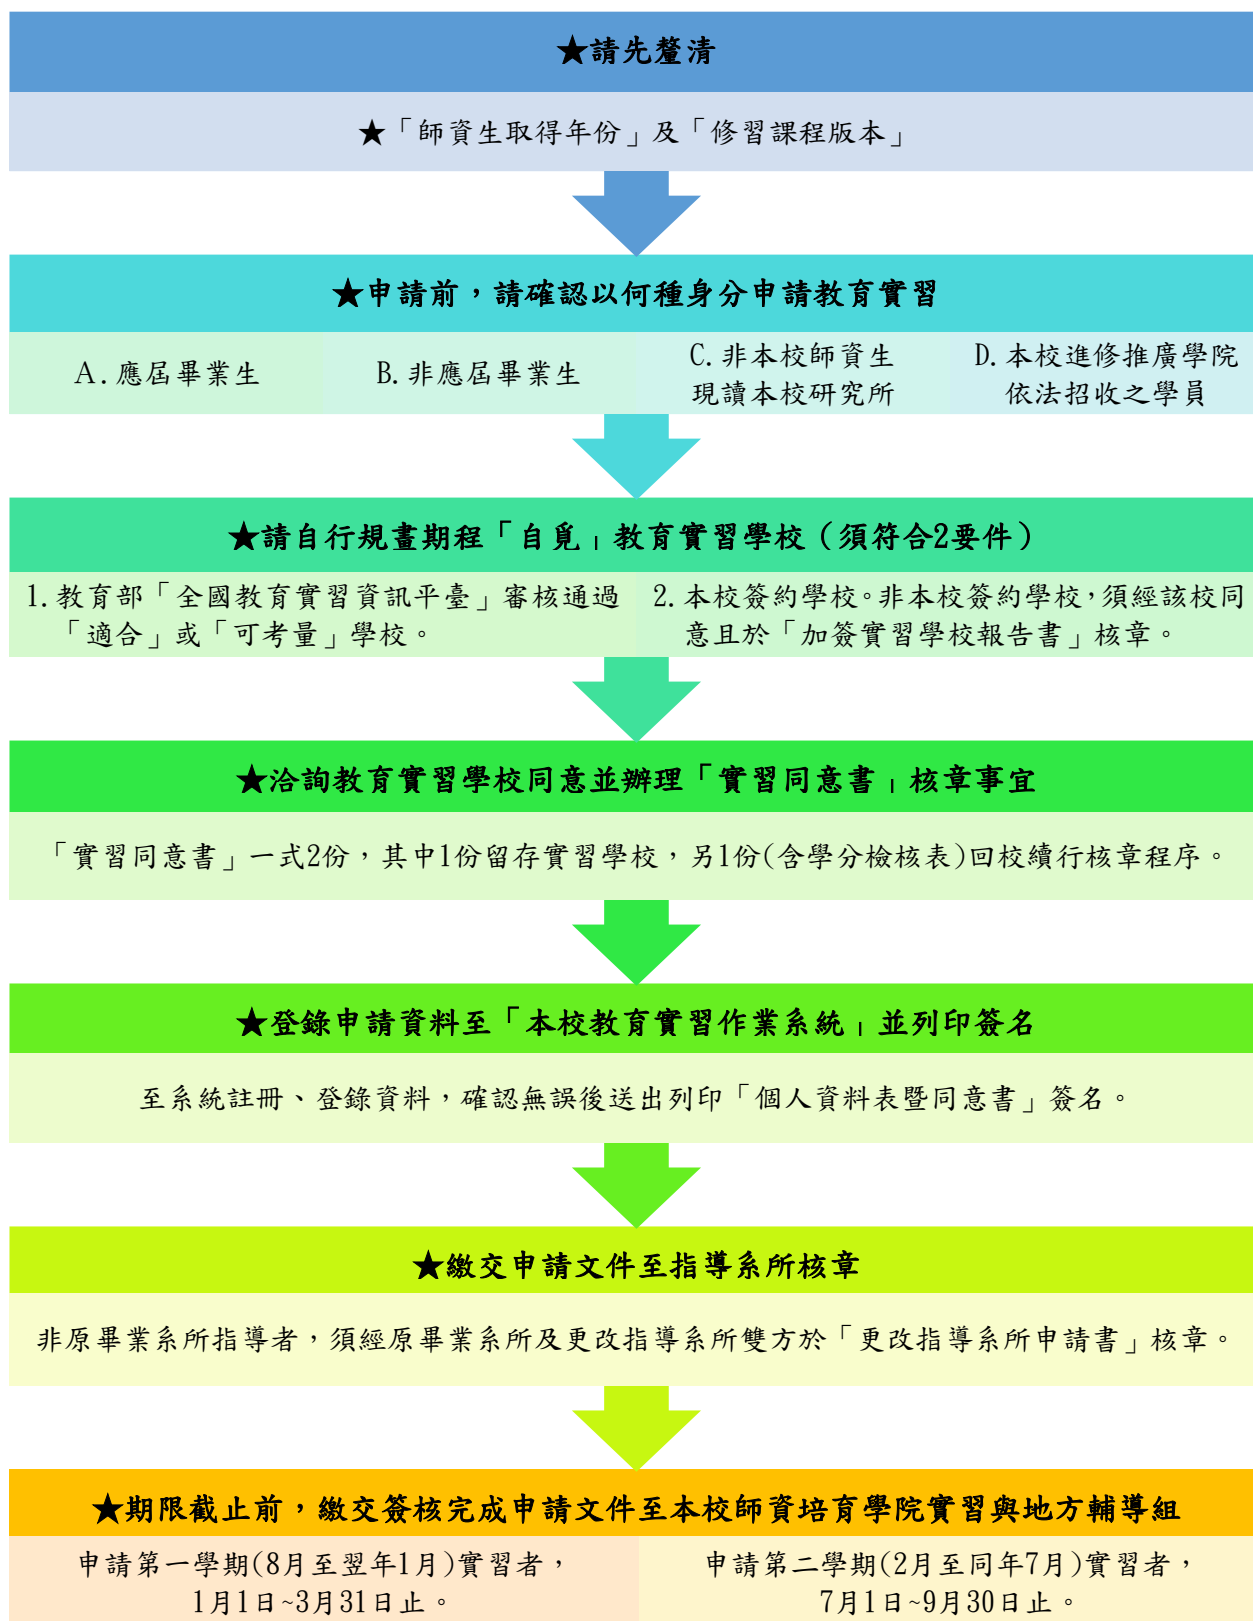 ★請先釐清
★「師資生取得年份」及「修習課程版本」
★申請前，請確認以何種身分申請教育實習
A.應屆畢業生
B.非應屆畢業生
C.非本校師資生
現讀本校研究所
D.本校進修推廣學院
依法招收之學員
★請自行規畫期程「自覓」教育實習學校（須符合2要件）
1.教育部「全國教育實習資訊平臺」審核通過
「適合」或「可考量」學校。
2.本校簽約學校。非本校簽約學校，須經該校同
意且於「加簽實習學校報告書」核章。
★洽詢教育實習學校同意並辦理「實習同意書」核章事宜
「實習同意書」一式2份，其中1份留存實習學校，另1份(含學分檢核表)回校續行核章程序。
★登錄申請資料至「本校教育實習作業系統」並列印簽名
至系統註冊、登錄資料，確認無誤後送出列印「個人資料表暨同意書」簽名。
★繳交申請文件至指導系所核章
非原畢業系所指導者，須經原畢業系所及更改指導系所雙方於「更改指導系所申請書」核章。
★期限截止前，繳交簽核完成申請文件至本校師資培育學院實習與地方輔導組
申請第一學期(8月至翌年1月)實習者，
1月1日~3月31日止。
申請第二學期(2月至同年7月)實習者，
7月1日~9月30日止。